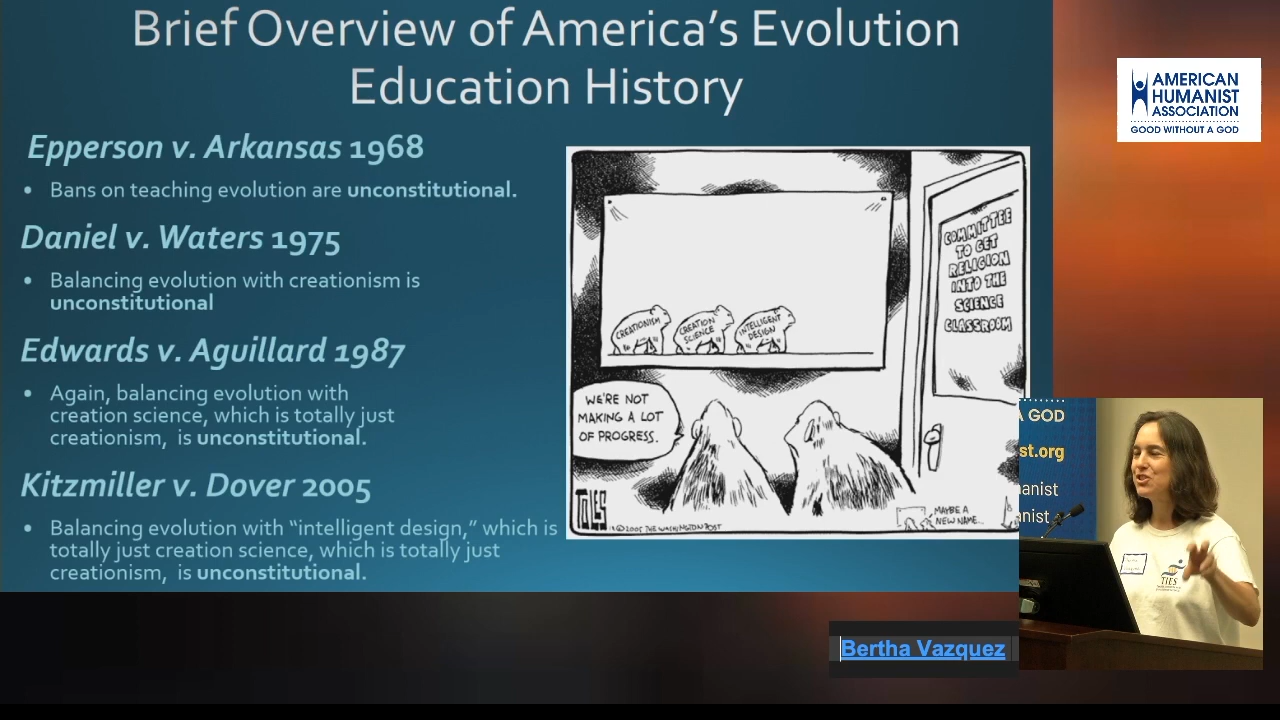 Brief Overview of America's Evolution
Education History
Epperson v. Arkansas 1968
• Bans on teaching evolution are unconstitutional.
Daniel v. Waters 1975
• Balancing evolution with creationism is
unconstitutional
Edwards v. Aguillard 1987
• Again, balancing evolution with
creation science, which is totally just
creationism, is unconstitutional.
Kitzmiller v. Dover 2005
• Balancing evolution with “intelligent design,” which is
totally just creation science, which is totally just
creationism, is unconstitutional.
CREATIONISM
CREATION
SCIENCE
INTELLIGENT
DESIGN
COMMITTEE
TO GET
RELIGION
INTO THE
SCIENCE
CLASSROOM
WE'RE NOT
MAKING A LOT
OF PROGRESS.
TOLES
©2005 THE WASHINGTON POST
MAYBE A
NEW NAME...
AMERICAN
HUMANIST
ASSOCIATION
GOOD WITHOUT A GOD
A GOD
st.org
anist
nist
TIES
Bertha Vazquez